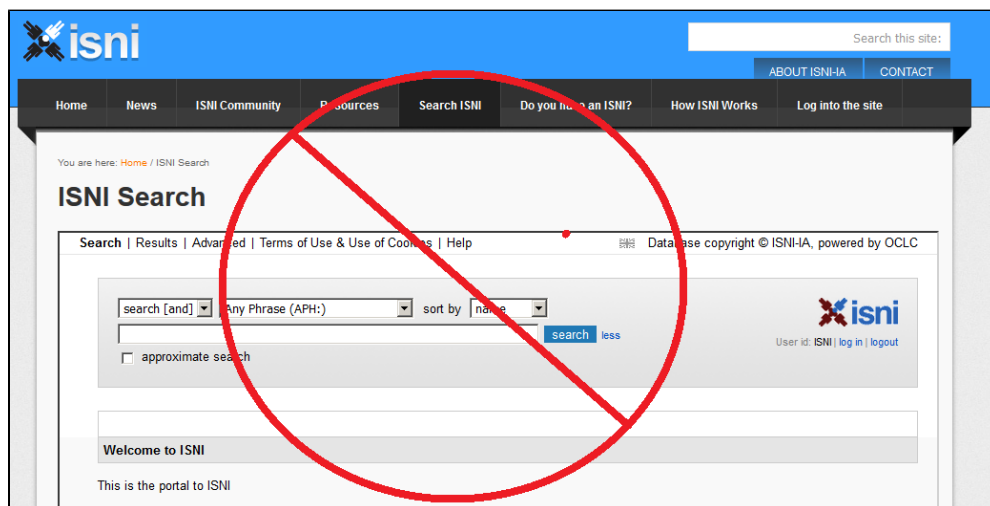 isni
Search this site:
ABOUT ISNI-IA CONTACT
Home News ISNI Community Resources Search ISNI Do you have an ISNI? How ISNI Works Log into the site
You are here: Home / ISNI Search
ISNI Search
Search | Results | Advanced | Terms of Use & Use of Cookies | Help Database copyright © ISNI-IA, powered by OCLC
search [and] Any Phrase (APH:) sort by name
isni
search less
User id: ISNI | log in | logout
approximate search
Welcome to ISNI
This is the portal to ISNI